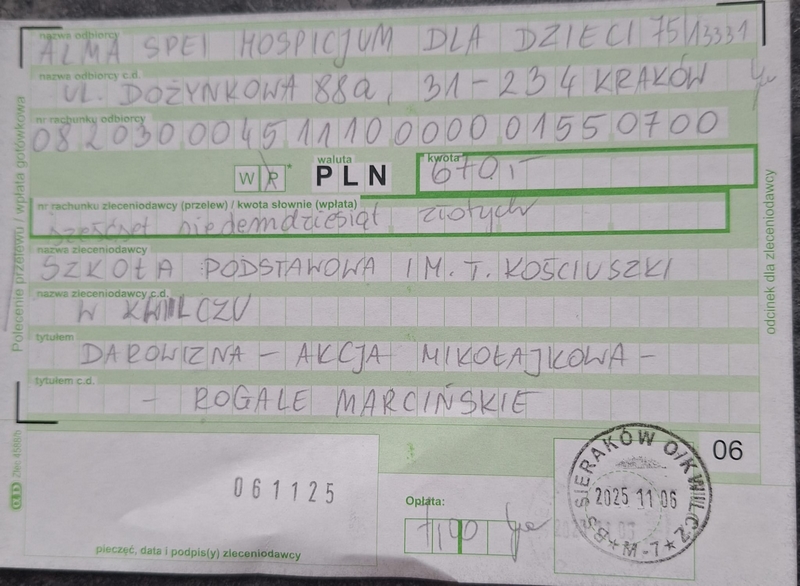 nazwa odbiorcy
ALMA SPEI HOSPICJUM DLA DZIECI 7513331
nazwa odbiorcy c.d.
UL. DOŻYNKOWA 88a, 31-234 KRAKÓW
nr rachunku odbiorcy
08 2030 0045 1110 0000 0155 0700
W P * waluta PLN kwota 670,-
nr rachunku zleceniodawcy (przelew) / kwota słownie (wpłata)
sześćset siedemdziesiąt złotych
nazwa zleceniodawcy
SZKOŁA PODSTAWOWA IM. T. KOŚCIUSZKI
nazwa zleceniodawcy c.d.
W KWILCZU
tytułem
DAROWIZNA - AKCJA MIKOŁAJKOWA -
tytułem c.d.
- ROGALE MARCIŃSKIE
06
061125
Opłata:
7,90
pieczęć, data i podpis(y) zleceniodawcy
BS SIERAKÓW O/KWILCZ
2025 11 06
* M-7 *
Polecenie przelewu / wpłata gotówkowa
odcinek dla zleceniodawcy